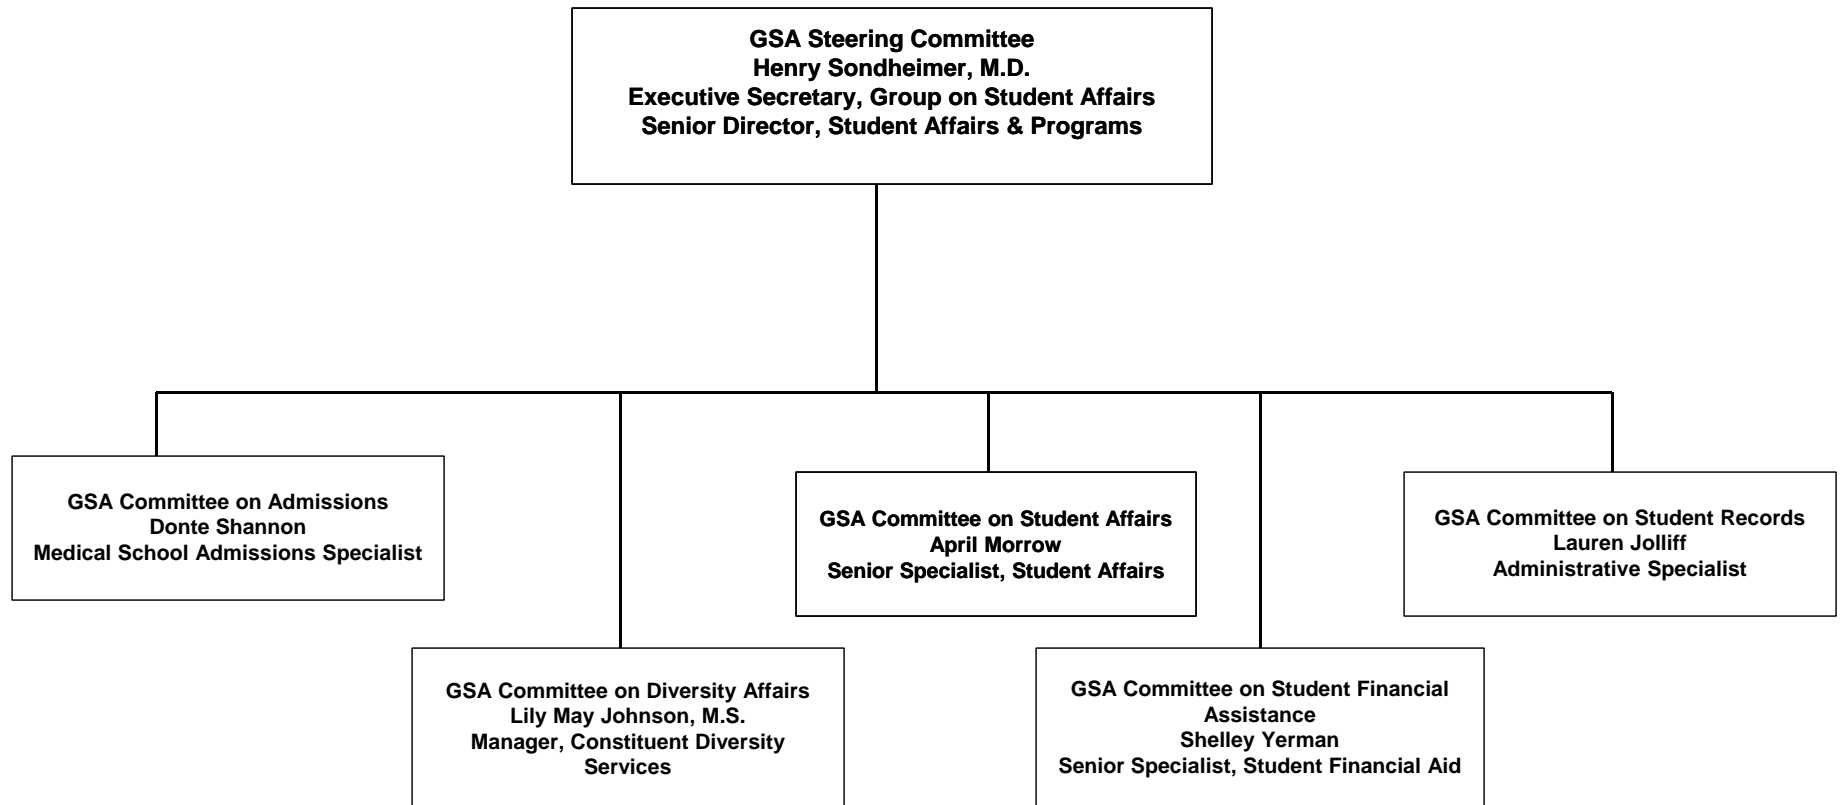 GSA Steering Committee
Henry Sondheimer, M.D.
Executive Secretary, Group on Student Affairs
Senior Director, Student Affairs & Programs
GSA Committee on Admissions
Donte Shannon
Medical School Admissions Specialist
GSA Committee on Diversity Affairs
Lily May Johnson, M.S.
Manager, Constituent Diversity
Services
GSA Committee on Student Affairs
April Morrow
Senior Specialist, Student Affairs
GSA Committee on Student Financial
Assistance
Shelley Yerman
Senior Specialist, Student Financial Aid
GSA Committee on Student Records
Lauren Jolliff
Administrative Specialist